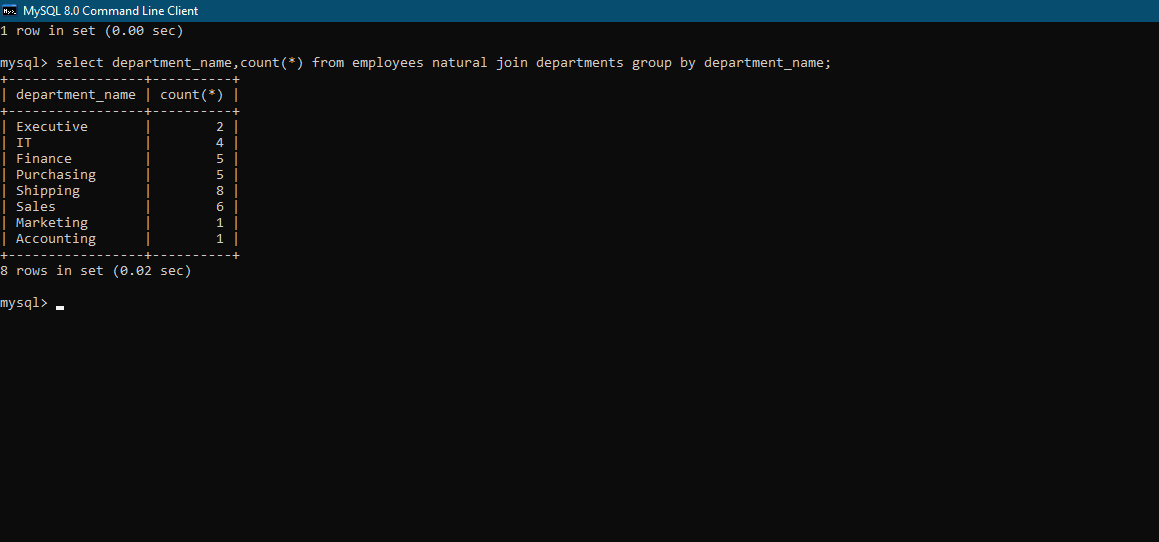 MySQL 8.0 Command Line Client
1 row in set (0.00 sec)
mysql> select department_name,count(*) from employees natural join departments group by department_name;
+-----------------+----------+
| department_name | count(*) |
+-----------------+----------+
| Executive       |        2 |
| IT              |        4 |
| Finance         |        5 |
| Purchasing      |        5 |
| Shipping        |        8 |
| Sales           |        6 |
| Marketing       |        1 |
| Accounting      |        1 |
+-----------------+----------+
8 rows in set (0.02 sec)
mysql>